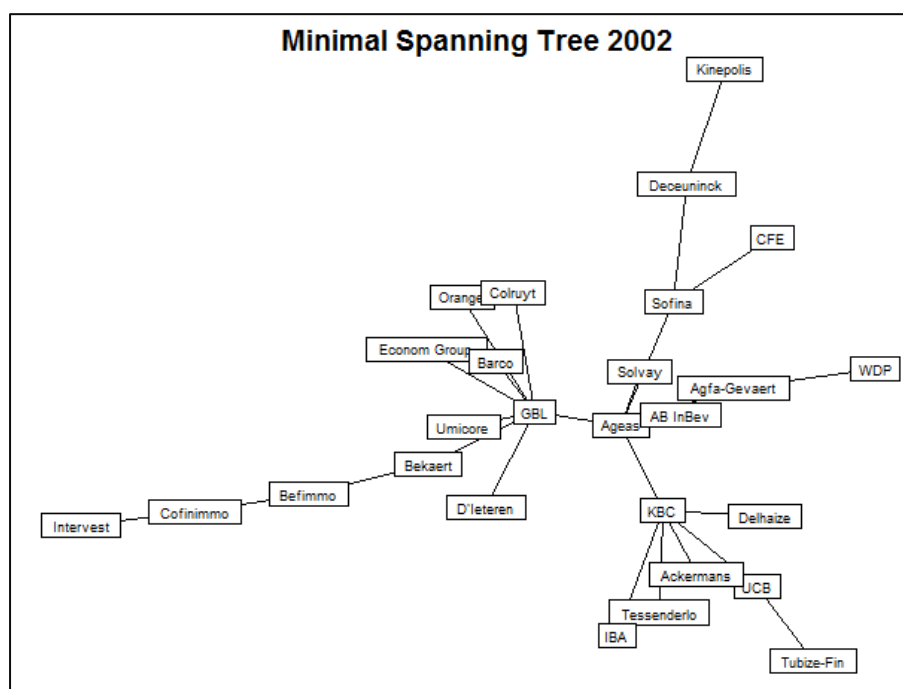 Minimal Spanning Tree 2002
Kinepolis
Deceuninck
CFE
Orange
Colruyt
Sofina
Econom Group
Barco
Solvay
WDP
Agfa-Gevaert
GBL
AB InBev
Umicore
Ageas
Bekaert
Befimmo
D'Ieteren
KBC
Delhaize
Cofinimmo
Intervest
Ackermans
UCB
Tessenderlo
IBA
Tubize-Fin